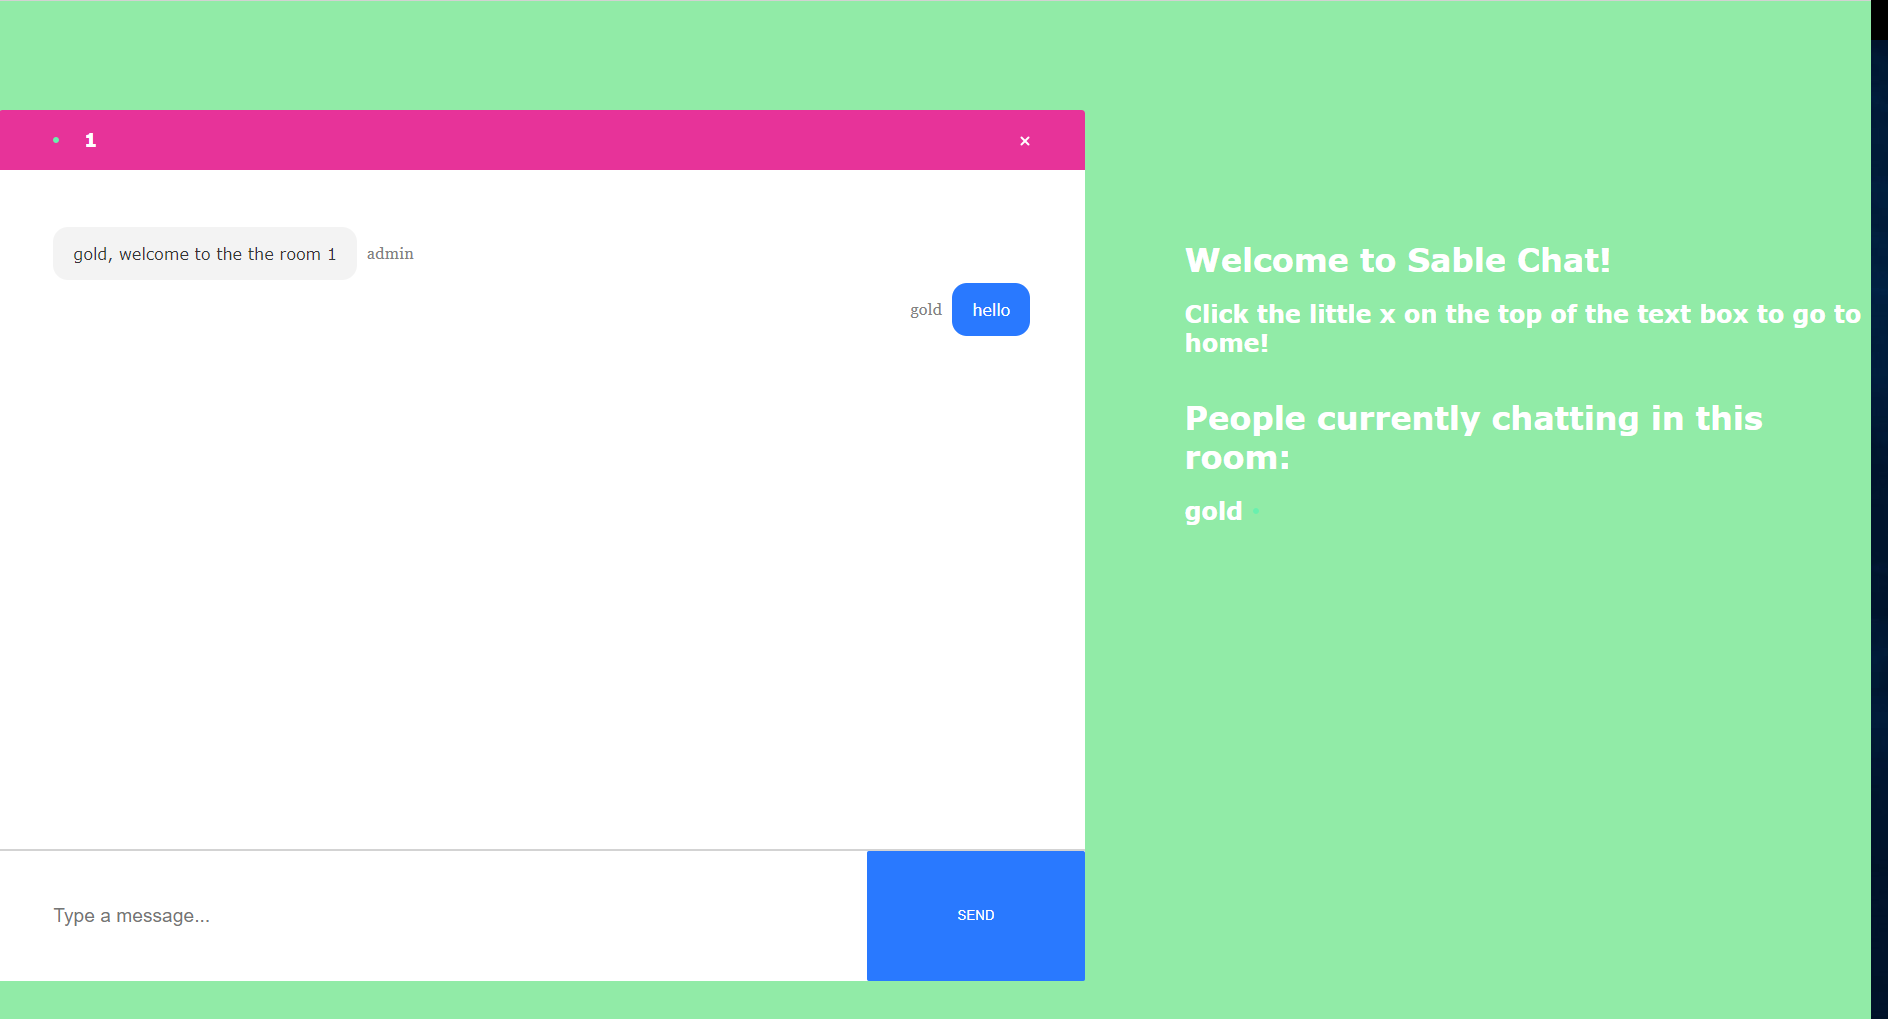 1 ×
gold, welcome to the the room 1 admin
gold hello
Type a message...
SEND
Welcome to Sable Chat!
Click the little x on the top of the text box to go to
home!
People currently chatting in this
room:
gold